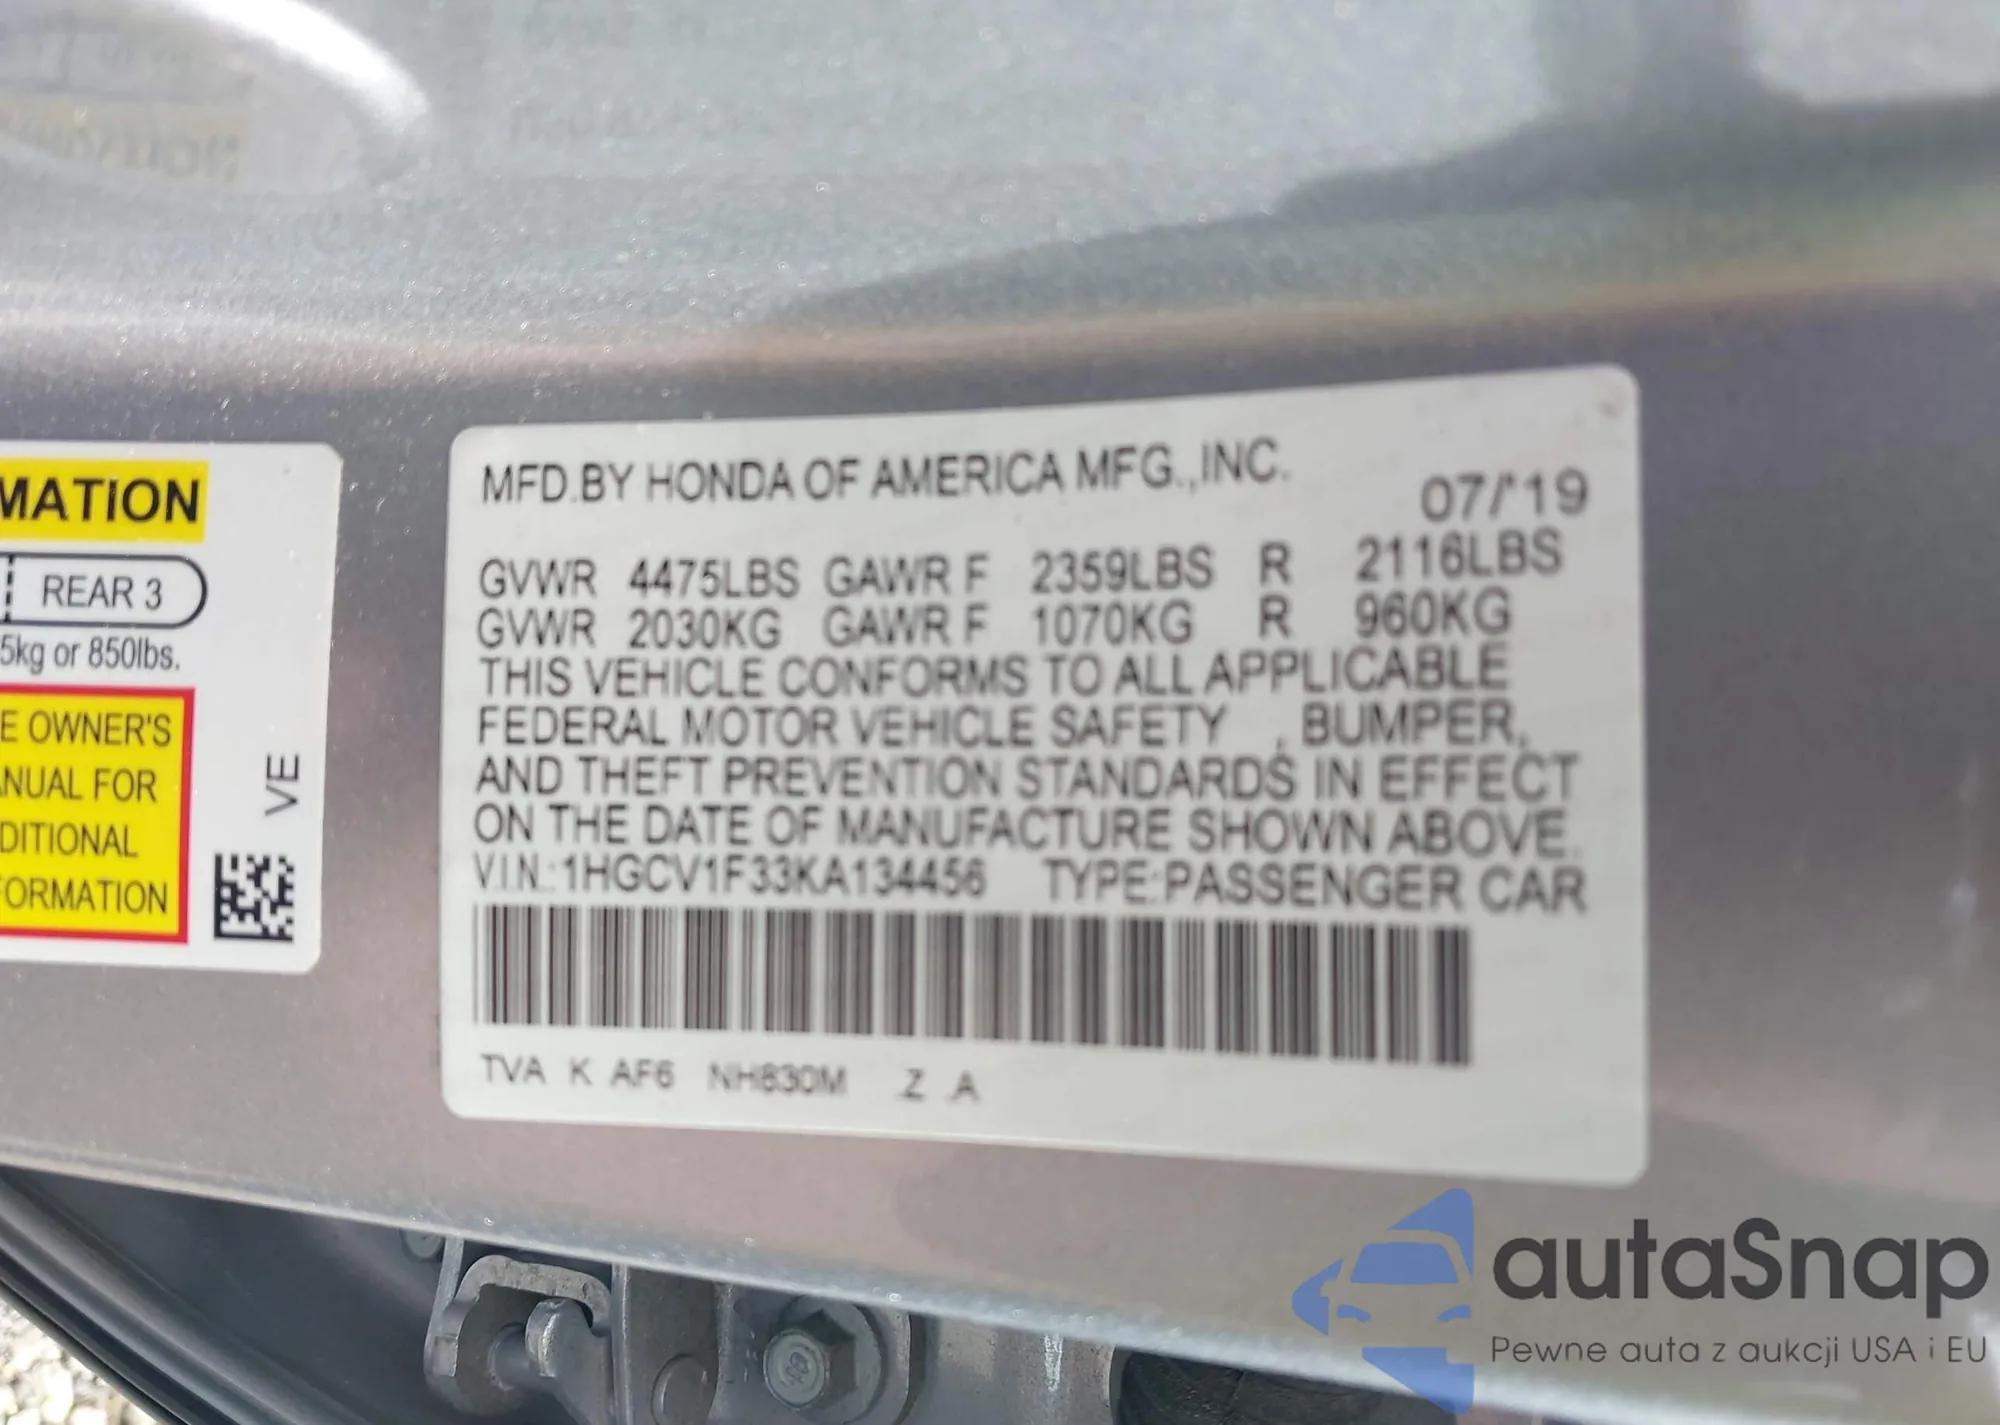 MATION
REAR 3
5kg or 850lbs.
E OWNER'S
ANUAL FOR
DITIONAL
FORMATION
VE
MFD.BY HONDA OF AMERICA MFG.,INC.
07/'19
GVWR 4475LBS GAWR F 2359LBS R 2116LBS
GVWR 2030KG GAWR F 1070KG R 960KG
THIS VEHICLE CONFORMS TO ALL APPLICABLE
FEDERAL MOTOR VEHICLE SAFETY , BUMPER,
AND THEFT PREVENTION STANDARDS IN EFFECT
ON THE DATE OF MANUFACTURE SHOWN ABOVE.
V.I.N.:1HGCV1F33KA134456 TYPE:PASSENGER CAR
TVA K AF6 NH830M Z A
autaSnap
Pewne auta z aukcji USA i EU